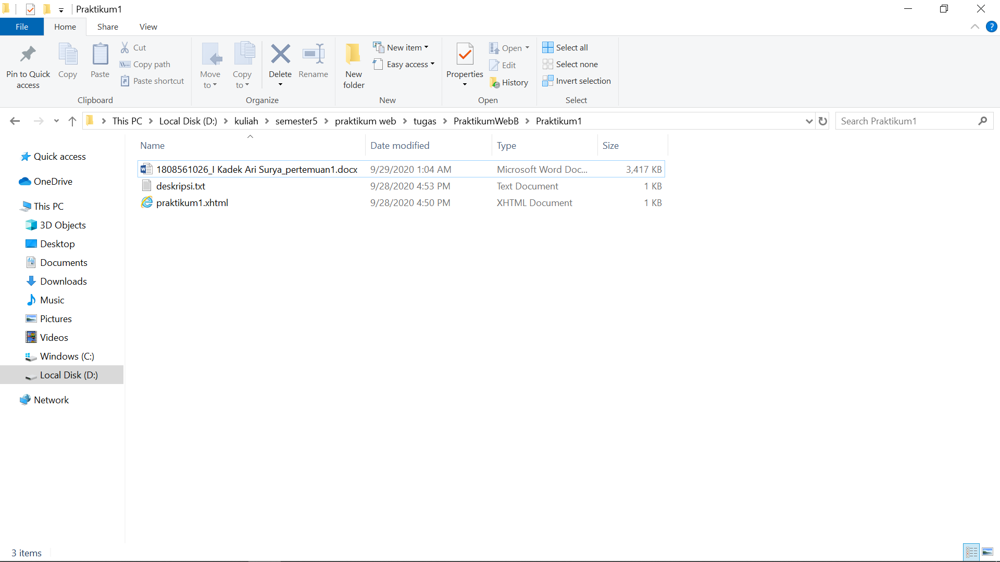 Praktikum1
File Home Share View
Pin to Quick access
Copy
Paste
Cut
Copy path
Paste shortcut
Clipboard
Move to
Copy to
Delete
Rename
Organize
New folder
New item
Easy access
New
Properties
Open
Edit
History
Open
Select all
Select none
Invert selection
Select
This PC > Local Disk (D:) > kuliah > semester5 > praktikum web > tugas > PraktikumWebB > Praktikum1
Search Praktikum1
Quick access
OneDrive
This PC
3D Objects
Desktop
Documents
Downloads
Music
Pictures
Videos
Windows (C:)
Local Disk (D:)
Network
Name Date modified Type Size
1808561026_I Kadek Ari Surya_pertemuan1.docx 9/29/2020 1:04 AM Microsoft Word Doc... 3,417 KB
deskripsi.txt 9/28/2020 4:53 PM Text Document 1 KB
praktikum1.xhtml 9/28/2020 4:50 PM XHTML Document 1 KB
3 items